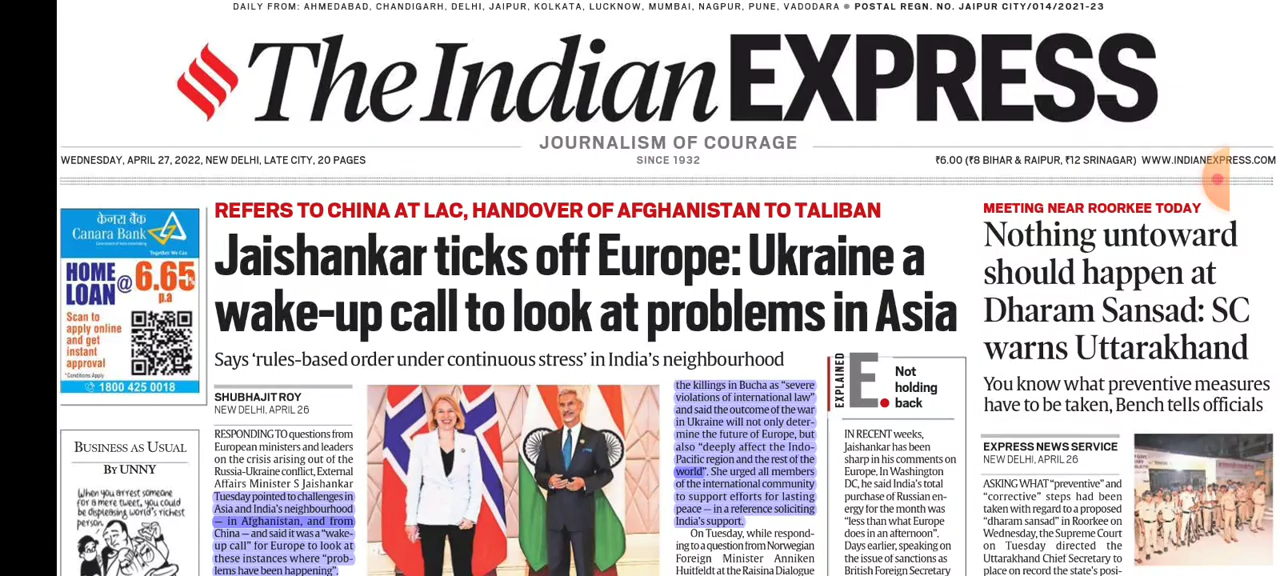 DAILY FROM: AHMEDABAD, CHANDIGARH, DELHI, JAIPUR, KOLKATA, LUCKNOW, MUMBAI, NAGPUR, PUNE, VADODARA ● POSTAL REGN. NO. JAIPUR CITY/014/2021-23
The Indian EXPRESS
JOURNALISM OF COURAGE
SINCE 1932
WEDNESDAY, APRIL 27, 2022, NEW DELHI, LATE CITY, 20 PAGES
₹6.00 (₹8 BIHAR & RAIPUR, ₹12 SRINAGAR) WWW.INDIANEXPRESS.COM
केनरा बैंक
Canara Bank
Together We Can
HOME
LOAN @ 6.65
p.a
Scan to
apply online
and get
instant
approval
*Conditions Apply
1800 425 0018
BUSINESS AS USUAL
BY UNNY
When you arrest someone
for a mere tweet, you could
be displeasing world's richest
person.
REFERS TO CHINA AT LAC, HANDOVER OF AFGHANISTAN TO TALIBAN
Jaishankar ticks off Europe: Ukraine a
wake-up call to look at problems in Asia
Says ‘rules-based order under continuous stress’ in India’s neighbourhood
SHUBHAJIT ROY
NEW DELHI, APRIL 26
RESPONDING TO questions from
European ministers and leaders
on the crisis arising out of the
Russia-Ukraine conflict, External
Affairs Minister S Jaishankar
Tuesday pointed to challenges in
Asia and India’s neighbourhood
— in Afghanistan, and from
China — and said it was a “wake-
up call” for Europe to look at
these instances where “prob-
lems have been happening”.
the killings in Bucha as “severe
violations of international law”
and said the outcome of the war
in Ukraine will not only deter-
mine the future of Europe, but
also “deeply affect the Indo-
Pacific region and the rest of the
world”. She urged all members
of the international community
to support efforts for lasting
peace — in a reference soliciting
India’s support.
On Tuesday, while respond-
ing to a question from Norwegian
Foreign Minister Anniken
Huitfeldt at the Raisina Dialogue
EXPLAINED
E.
Not
holding
back
IN RECENT weeks,
Jaishankar has been
sharp in his comments on
Europe. In Washington
DC, he said India’s total
purchase of Russian en-
ergy for the month was
“less than what Europe
does in an afternoon”.
Days earlier, speaking on
the issue of sanctions as
British Foreign Secretary
MEETING NEAR ROORKEE TODAY
Nothing untoward
should happen at
Dharam Sansad: SC
warns Uttarakhand
You know what preventive measures
have to be taken, Bench tells officials
EXPRESS NEWS SERVICE
NEW DELHI, APRIL 26
ASKING WHAT “preventive” and
“corrective” steps had been
taken with regard to a proposed
“dharam sansad” in Roorkee on
Wednesday, the Supreme Court
on Tuesday directed the
Uttarakhand Chief Secretary to
place on record the state’s posi-